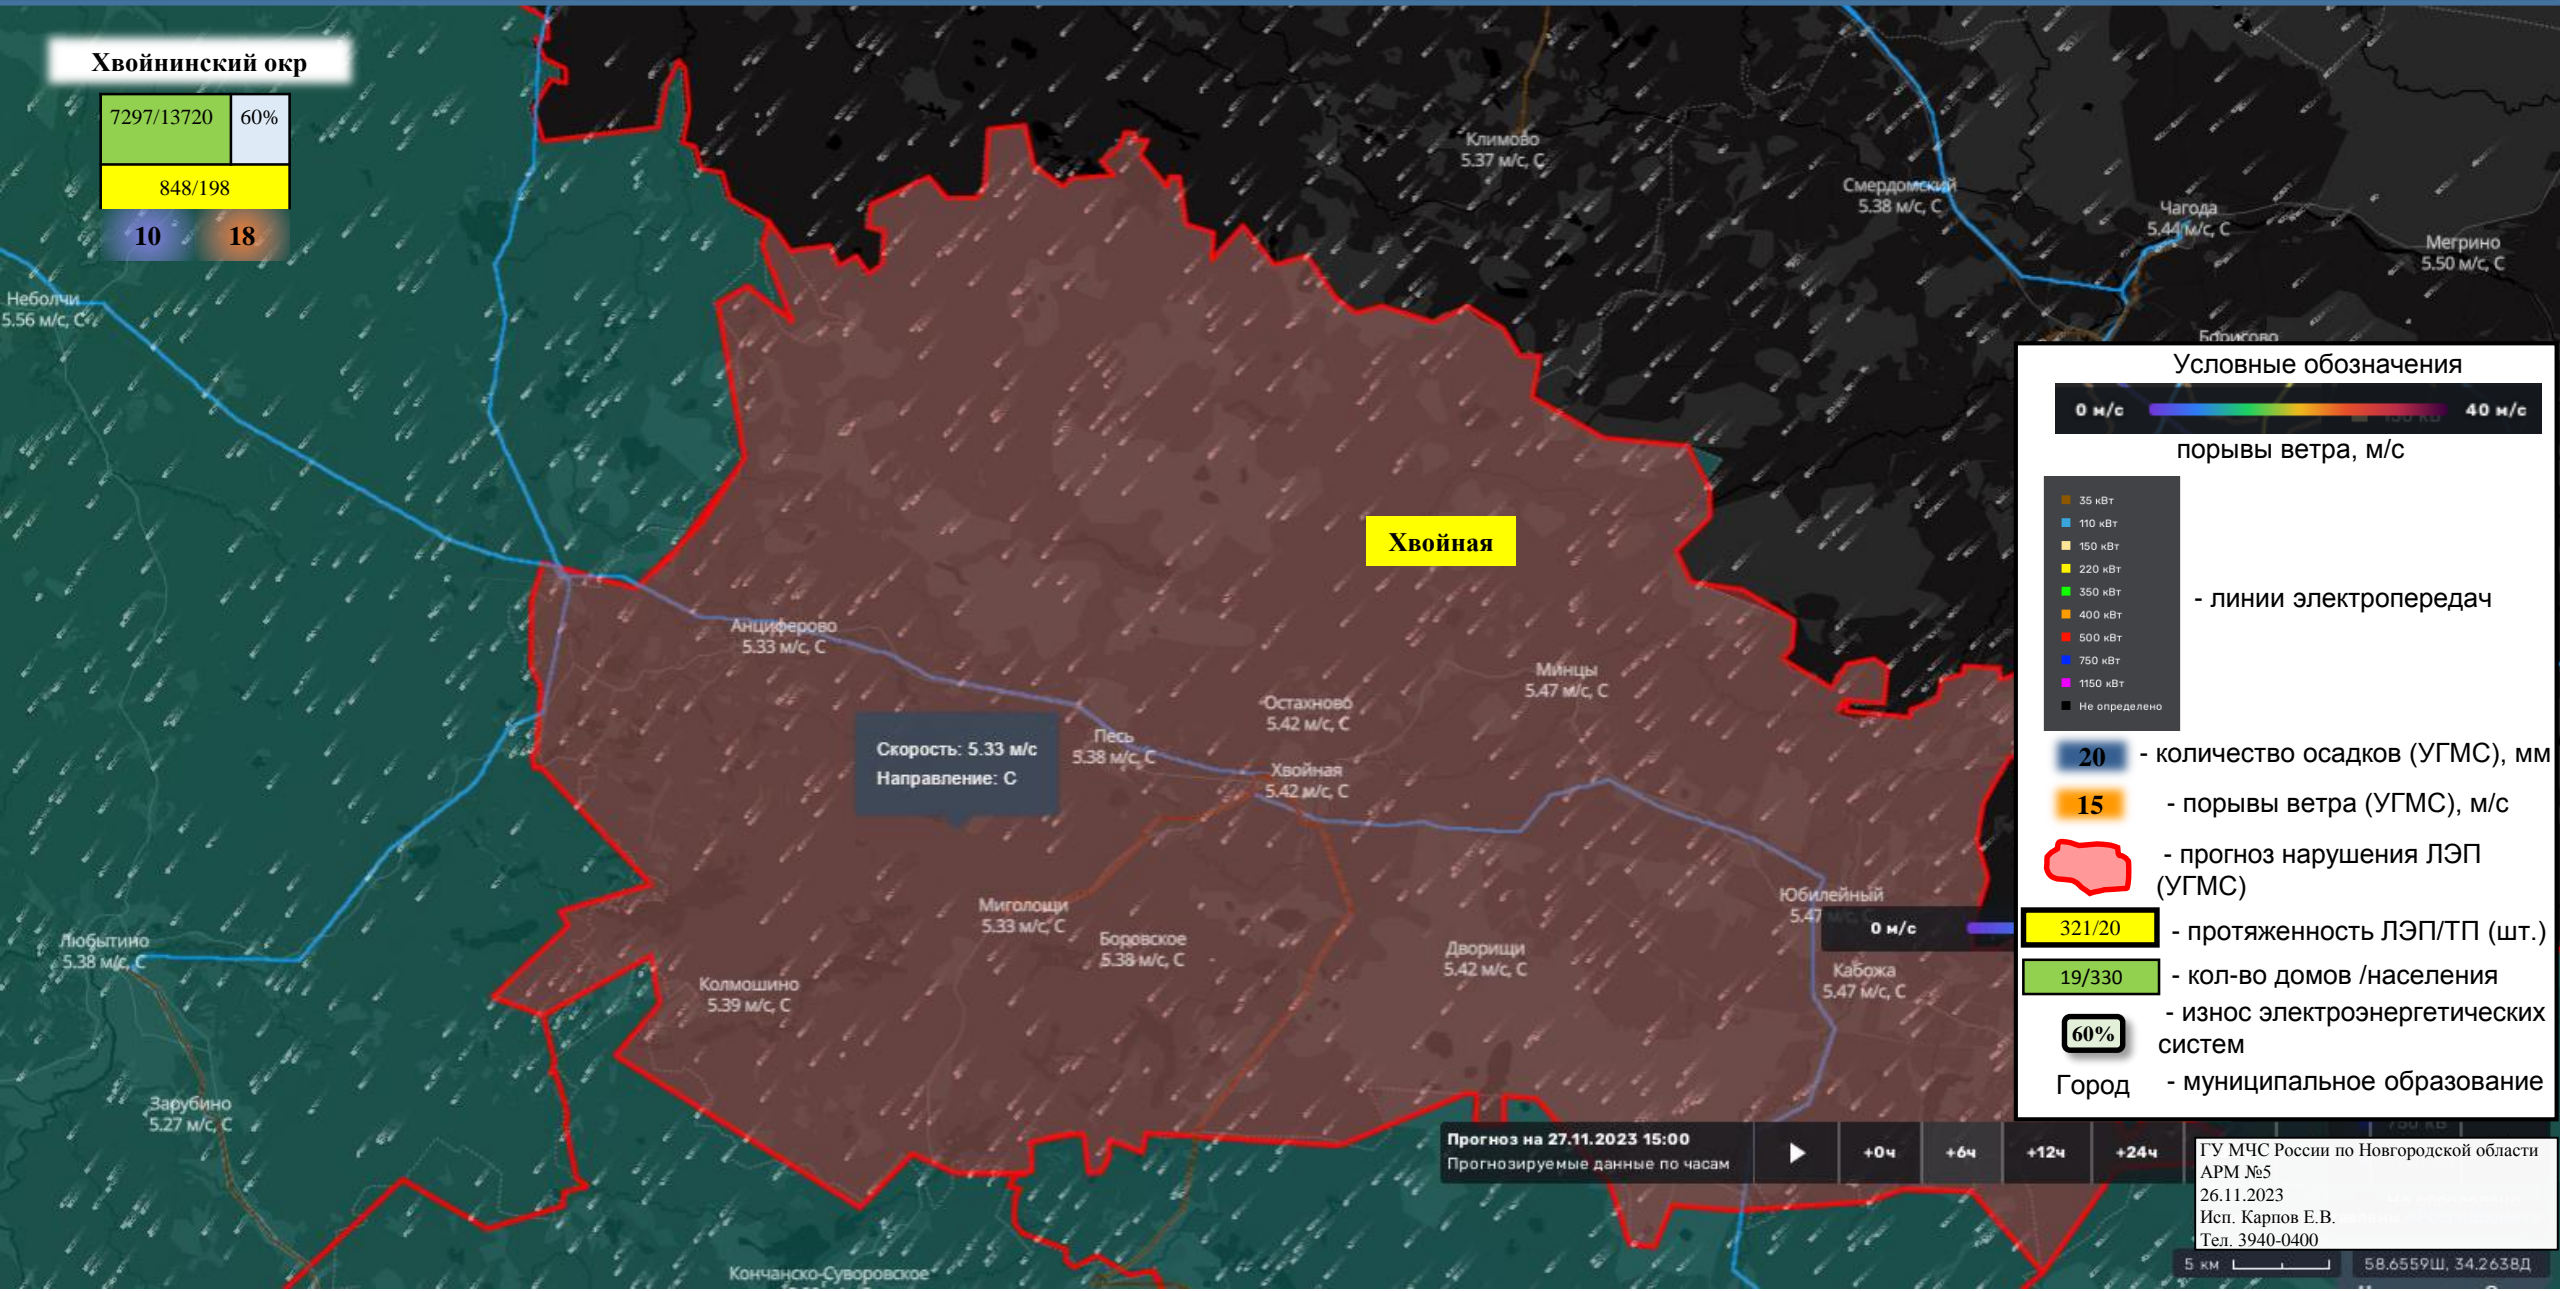 Хвойнинский окр
7297/13720
60%
848/198
10
18
Климово
5.37 м/с, С
Смердомский
5.38 м/с, С
Чагода
5.44 м/с, С
Мегрино
5.50 м/с, С
Борисово
Неболчи
5.56 м/с, С
Хвойная
Анциферово
5.33 м/с, С
Минцы
5.47 м/с, С
Остахново
5.42 м/с, С
Песь
5.38 м/с, С
Скорость: 5.33 м/с
Направление: С
Хвойная
5.42 м/с, С
Миголощи
5.33 м/с, С
Боровское
5.38 м/с, С
Юбилейный
5.47 м/с, С
0 м/с
Любытино
5.38 м/с, С
Дворищи
5.42 м/с, С
Кабожа
5.47 м/с, С
Колмошино
5.39 м/с, С
Зарубино
5.27 м/с, С
Кончанско-Суворовское
Условные обозначения
0 м/с
40 м/с
порывы ветра, м/с
35 кВт
110 кВт
150 кВт
220 кВт
350 кВт
400 кВт
500 кВт
750 кВт
1150 кВт
Не определено
- линии электропередач
20 - количество осадков (УГМС), мм
15 - порывы ветра (УГМС), м/с
- прогноз нарушения ЛЭП
(УГМС)
321/20 - протяженность ЛЭП/ТП (шт.)
19/330 - кол-во домов /населения
60% - износ электроэнергетических
систем
Город - муниципальное образование
Прогноз на 27.11.2023 15:00
Прогнозируемые данные по часам
+0ч
+6ч
+12ч
+24ч
750 кВ
ГУ МЧС России по Новгородской области
АРМ №5
26.11.2023
Исп. Карпов Е.В.
Тел. 3940-0400
5 км
58.6559Ш, 34.2638Д